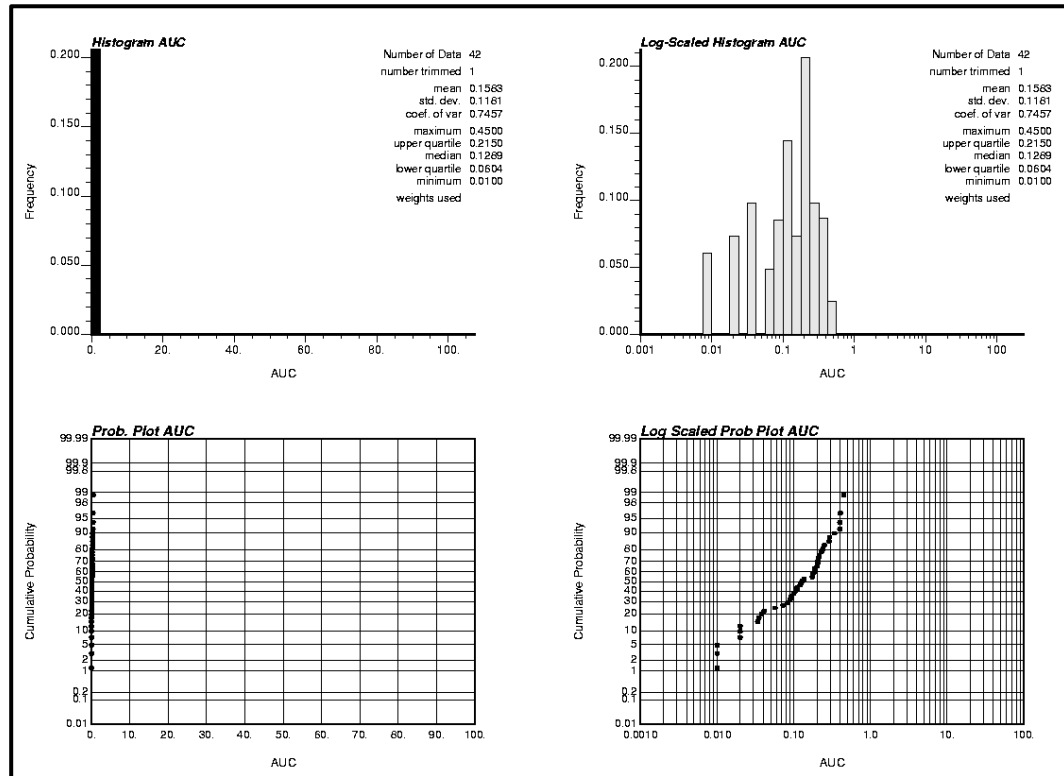 Histogram AUC
Number of Data 42
number trimmed 1
mean 0.1583
std. dev. 0.1181
coef. of var 0.7457
maximum 0.4500
upper quartile 0.2150
median 0.1289
lower quartile 0.0604
minimum 0.0100
weights used
Frequency
0.200
0.150
0.100
0.050
0.000
0. 20. 40. 60. 80. 100.
AUC
Log-Scaled Histogram AUC
Number of Data 42
number trimmed 1
mean 0.1583
std. dev. 0.1181
coef. of var 0.7457
maximum 0.4500
upper quartile 0.2150
median 0.1289
lower quartile 0.0604
minimum 0.0100
weights used
Frequency
0.200
0.150
0.100
0.050
0.000
0.001 0.01 0.1 1 10 100
AUC
Prob. Plot AUC
Cumulative Probability
99.99
99.9
99.8
99
98
95
90
80
70
60
50
40
30
20
10
5
2
1
0.2
0.1
0.01
0. 10. 20. 30. 40. 50. 60. 70. 80. 90. 100.
AUC
Log Scaled Prob Plot AUC
Cumulative Probability
99.99
99.9
99.8
99
98
95
90
80
70
60
50
40
30
20
10
5
2
1
0.2
0.1
0.01
0.0010 0.010 0.10 1.0 10. 100.
AUC